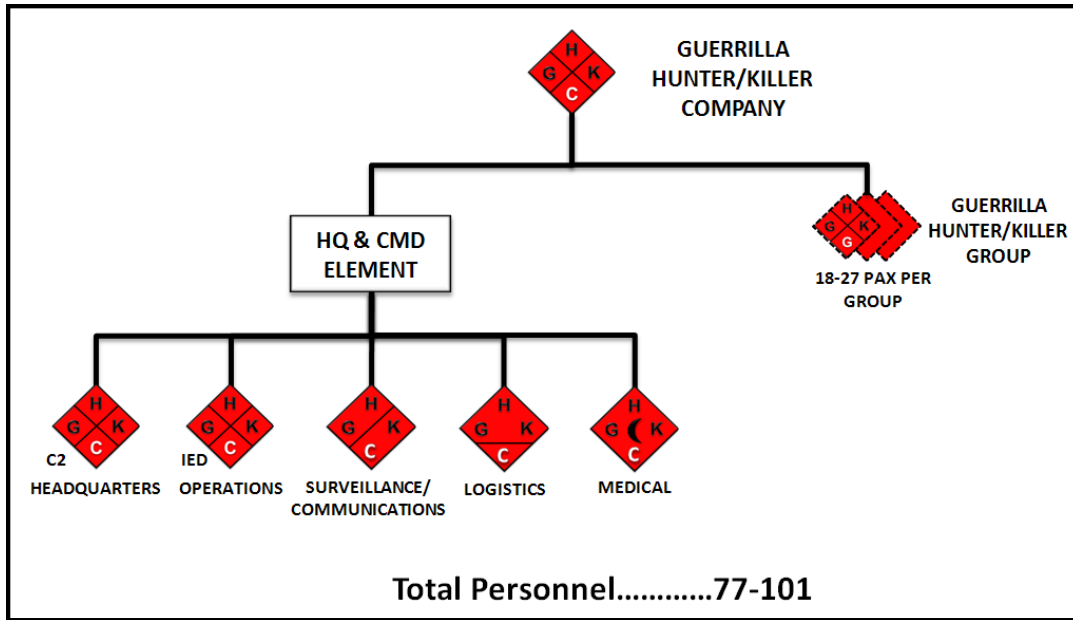 H
G K
C
GUERRILLA
HUNTER/KILLER
COMPANY
HQ & CMD
ELEMENT
H
G K
G
GUERRILLA
HUNTER/KILLER
GROUP
18-27 PAX PER
GROUP
H
G K
C
C2
HEADQUARTERS
H
G K
C
IED
OPERATIONS
H
G K
C
SURVEILLANCE/
COMMUNICATIONS
H
G K
C
LOGISTICS
H
G K
C
MEDICAL
Total Personnel............77-101